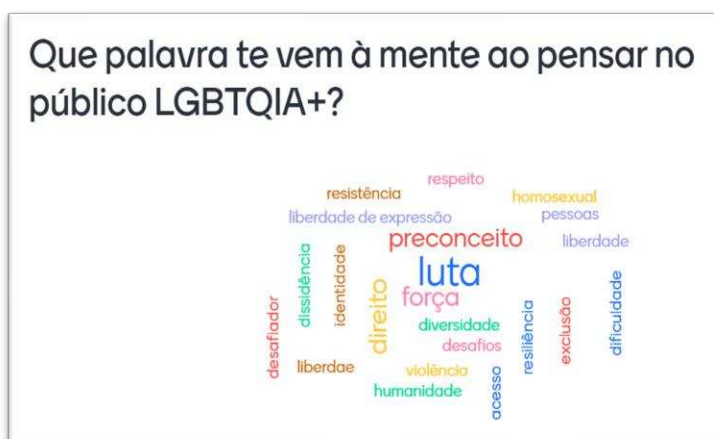 Que palavra te vem à mente ao pensar no
público LGBTQIA+?
respeito
resistência
homosexual
liberdade de expressão
pessoas
preconceito
liberdade
luta
dissidência
identidade
direito
força
dificuldade
desafiador
diversidade
resiliência
exclusão
desafios
liberdae
violência
acesso
humanidade